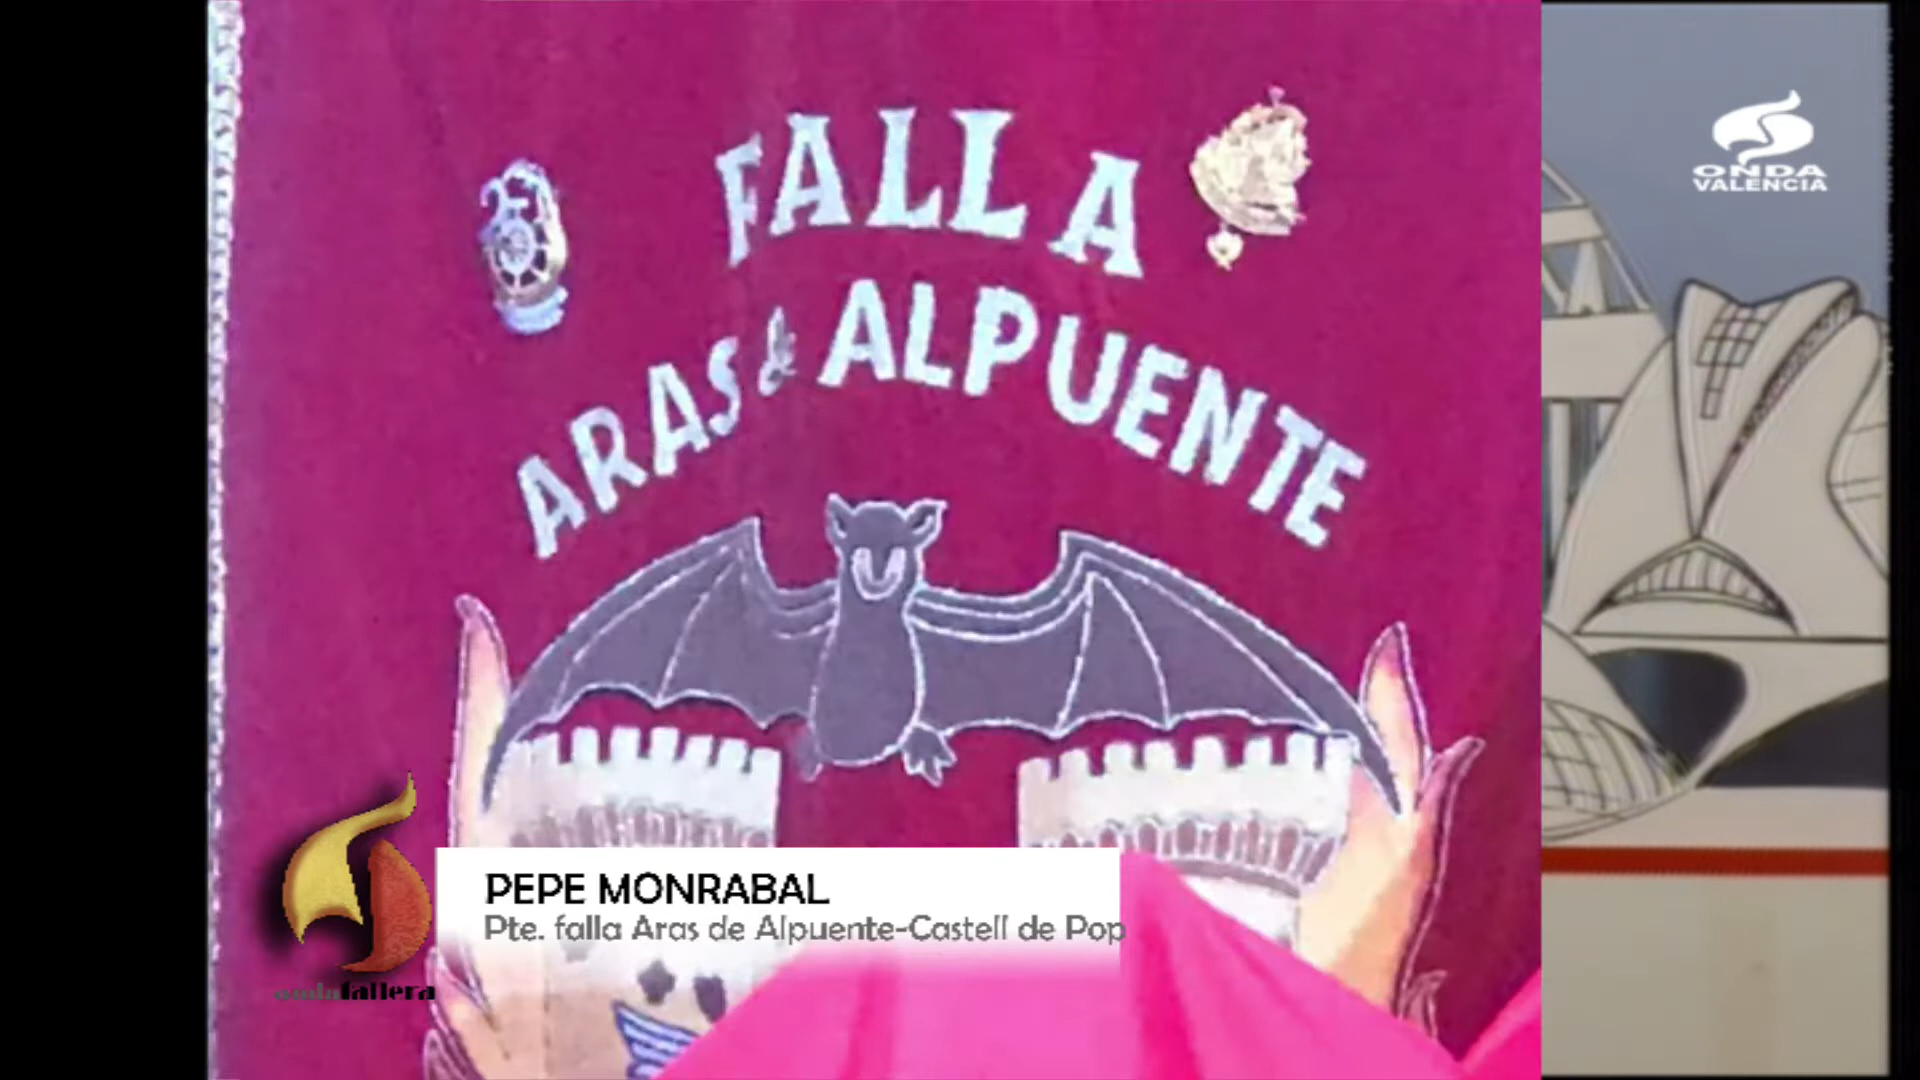 FALLA
ARAS de ALPUENTE
ONDA
VALENCIA
PEPE MONRABAL
Pte. falla Aras de Alpuente-Castell de Pop
ondafallera